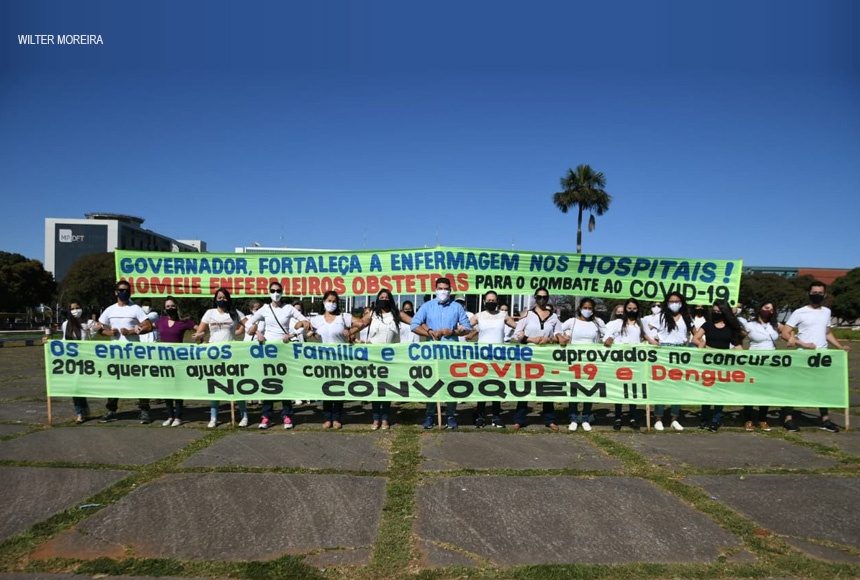 WILTER MOREIRA
MPDFT
GOVERNADOR, FORTALEÇA A ENFERMAGEM NOS HOSPITAIS!
NOMEIE ENFERMEIROS OBSTETRAS PARA O COMBATE AO COVID-19.
Os enfermeiros de Família e Comunidade aprovados no concurso de
2018, querem ajudar no combate ao COVID-19 e Dengue.
NOS CONVOQUEM !!!